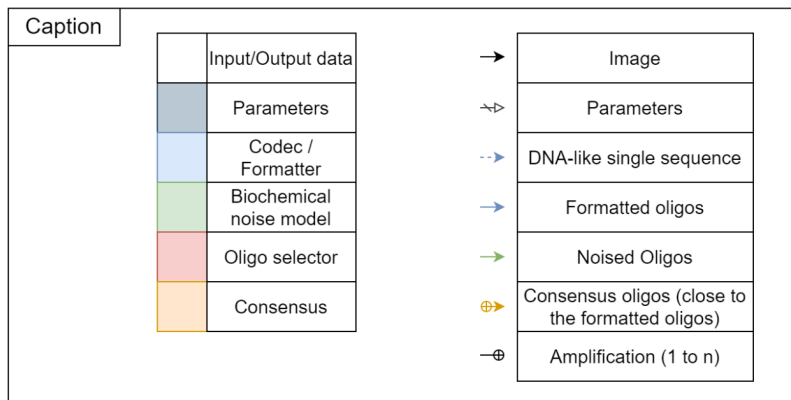 Caption
Input/Output data
Parameters
Codec /
Formatter
Biochemical
noise model
Oligo selector
Consensus
Image
Parameters
DNA-like single sequence
Formatted oligos
Noised Oligos
Consensus oligos (close to
the formatted oligos)
Amplification (1 to n)